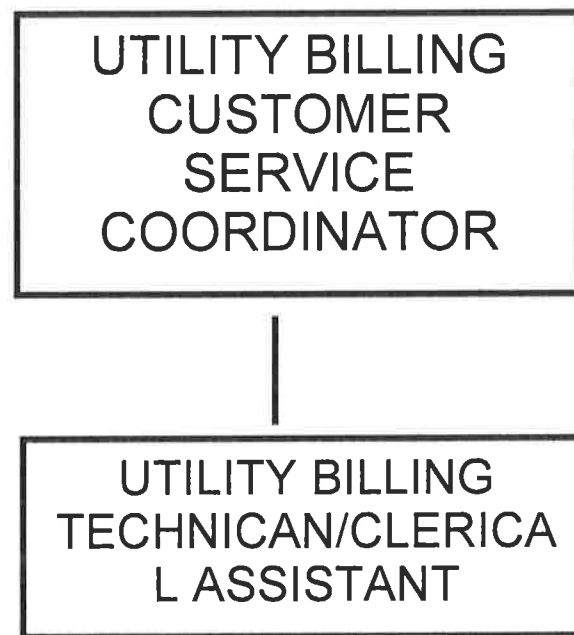 UTILITY BILLING
CUSTOMER
SERVICE
COORDINATOR
UTILITY BILLING
TECHNICAN/CLERICA
L ASSISTANT